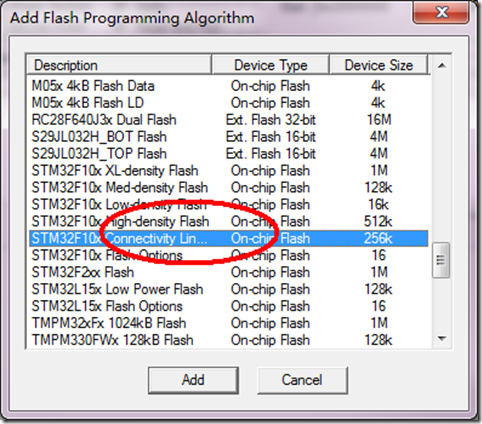 Add Flash Programming Algorithm
Description Device Type Device Size
M05x 4kB Flash Data On-chip Flash 4k
M05x 4kB Flash LD On-chip Flash 4k
RC28F640J3x Dual Flash Ext. Flash 32-bit 16M
S29JL032H_BOT Flash Ext. Flash 16-bit 4M
S29JL032H_TOP Flash Ext. Flash 16-bit 4M
STM32F10x XL-density Flash On-chip Flash 1M
STM32F10x Med-density Flash On-chip Flash 128k
STM32F10x Low-density Flash On-chip Flash 16k
STM32F10x High-density Flash On-chip Flash 512k
STM32F10x Connectivity Lin... On-chip Flash 256k
STM32F10x Flash Options On-chip Flash 16
STM32F2xx Flash On-chip Flash 1M
STM32L15x Low Power Flash On-chip Flash 128k
STM32L15x Flash Options On-chip Flash 16
TMPM32xFx 1024kB Flash On-chip Flash 1M
TMPM330FWx 128kB Flash On-chip Flash 128k
Add Cancel